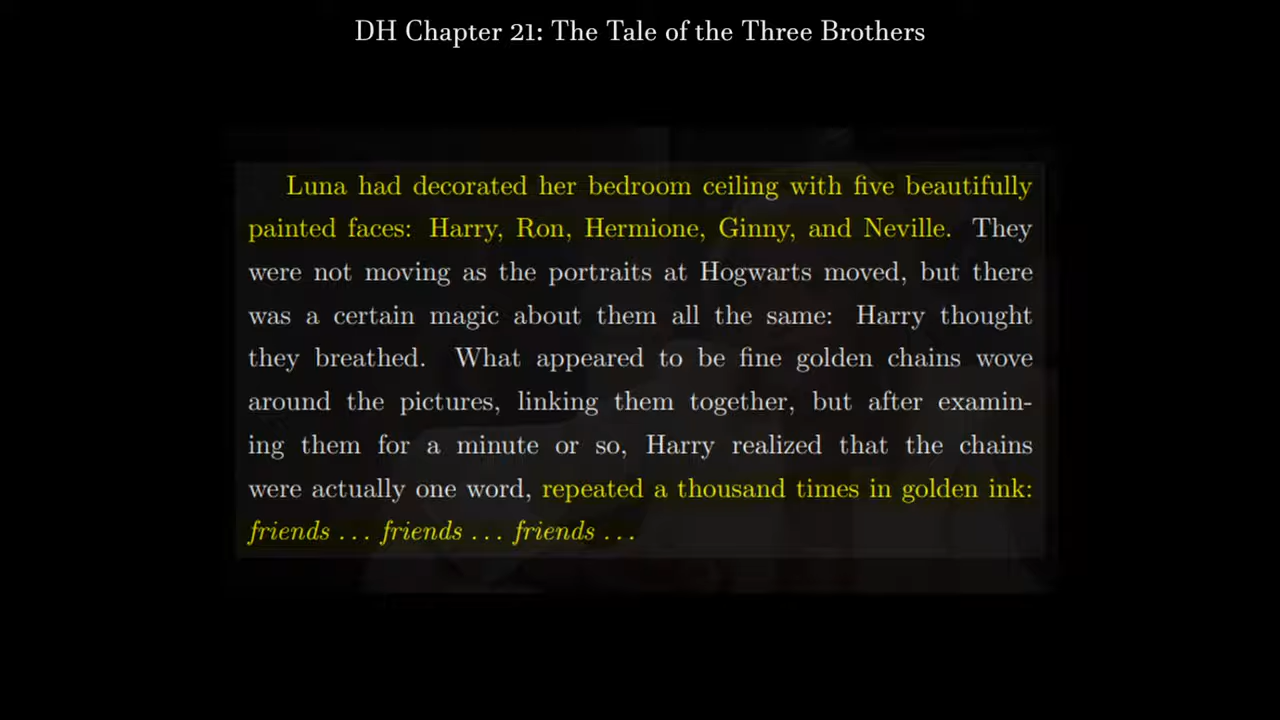 DH Chapter 21: The Tale of the Three Brothers
Luna had decorated her bedroom ceiling with five beautifully
painted faces: Harry, Ron, Hermione, Ginny, and Neville. They
were not moving as the portraits at Hogwarts moved, but there
was a certain magic about them all the same: Harry thought
they breathed. What appeared to be fine golden chains wove
around the pictures, linking them together, but after examin-
ing them for a minute or so, Harry realized that the chains
were actually one word, repeated a thousand times in golden ink:
friends ... friends ... friends ...